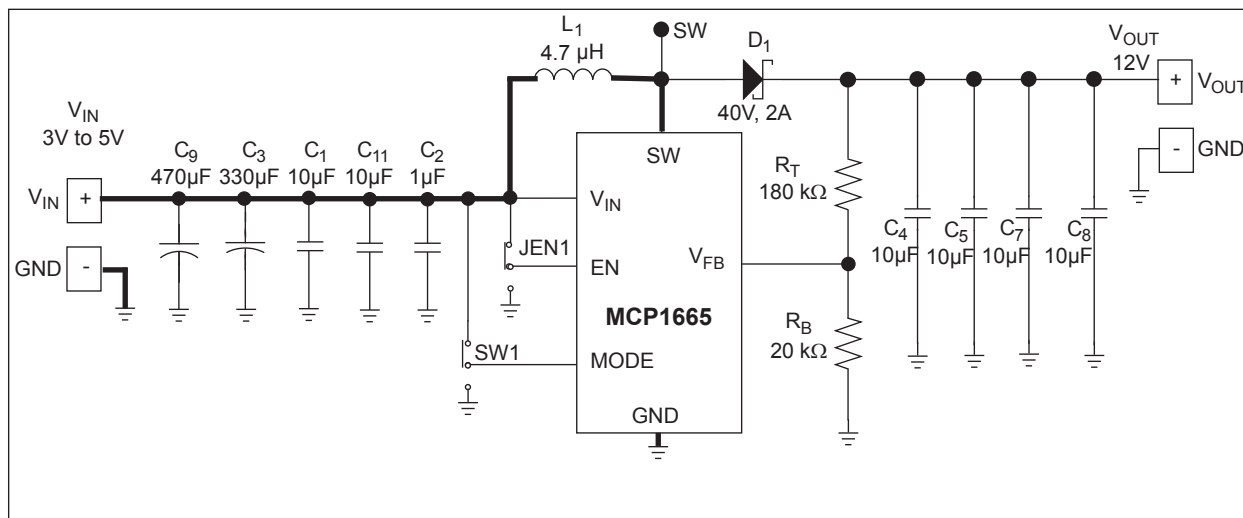 L1
4.7 µH
SW
D1
40V, 2A
VOUT
12V
+
VOUT
-
GND
VIN
3V to 5V
C9
470µF
C3
330µF
C1
10µF
C11
10µF
C2
1µF
VIN
+
GND
-
JEN1
SW1
SW
VIN
EN
VFB
MCP1665
MODE
GND
RT
180 kΩ
RB
20 kΩ
C4
10µF
C5
10µF
C7
10µF
C8
10µF